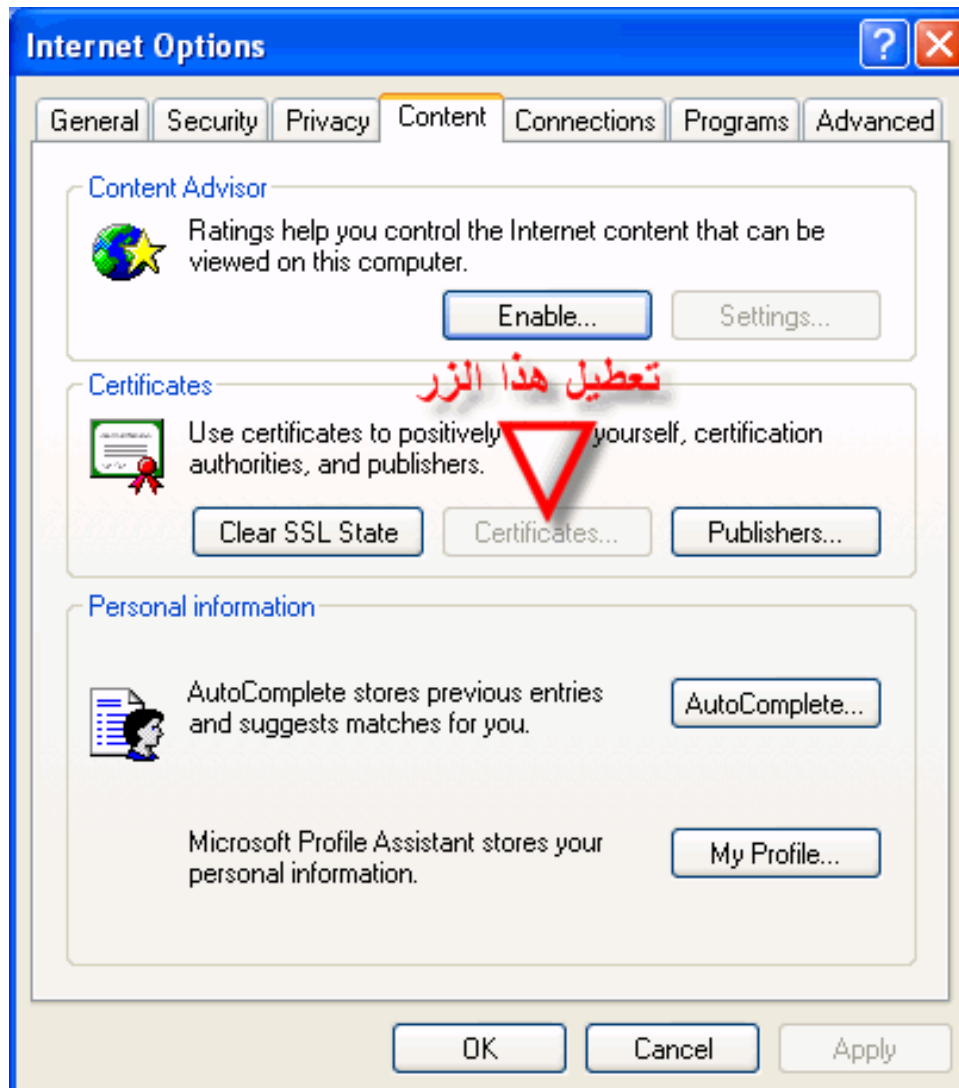 Internet Options
General Security Privacy Content Connections Programs Advanced
Content Advisor
Ratings help you control the Internet content that can be
viewed on this computer.
Enable... Settings...
تعطيل هذا الزر
Certificates
Use certificates to positively yourself, certification
authorities, and publishers.
Clear SSL State Certificates... Publishers...
Personal information
AutoComplete stores previous entries
and suggests matches for you.
AutoComplete...
Microsoft Profile Assistant stores your
personal information.
My Profile...
OK Cancel Apply